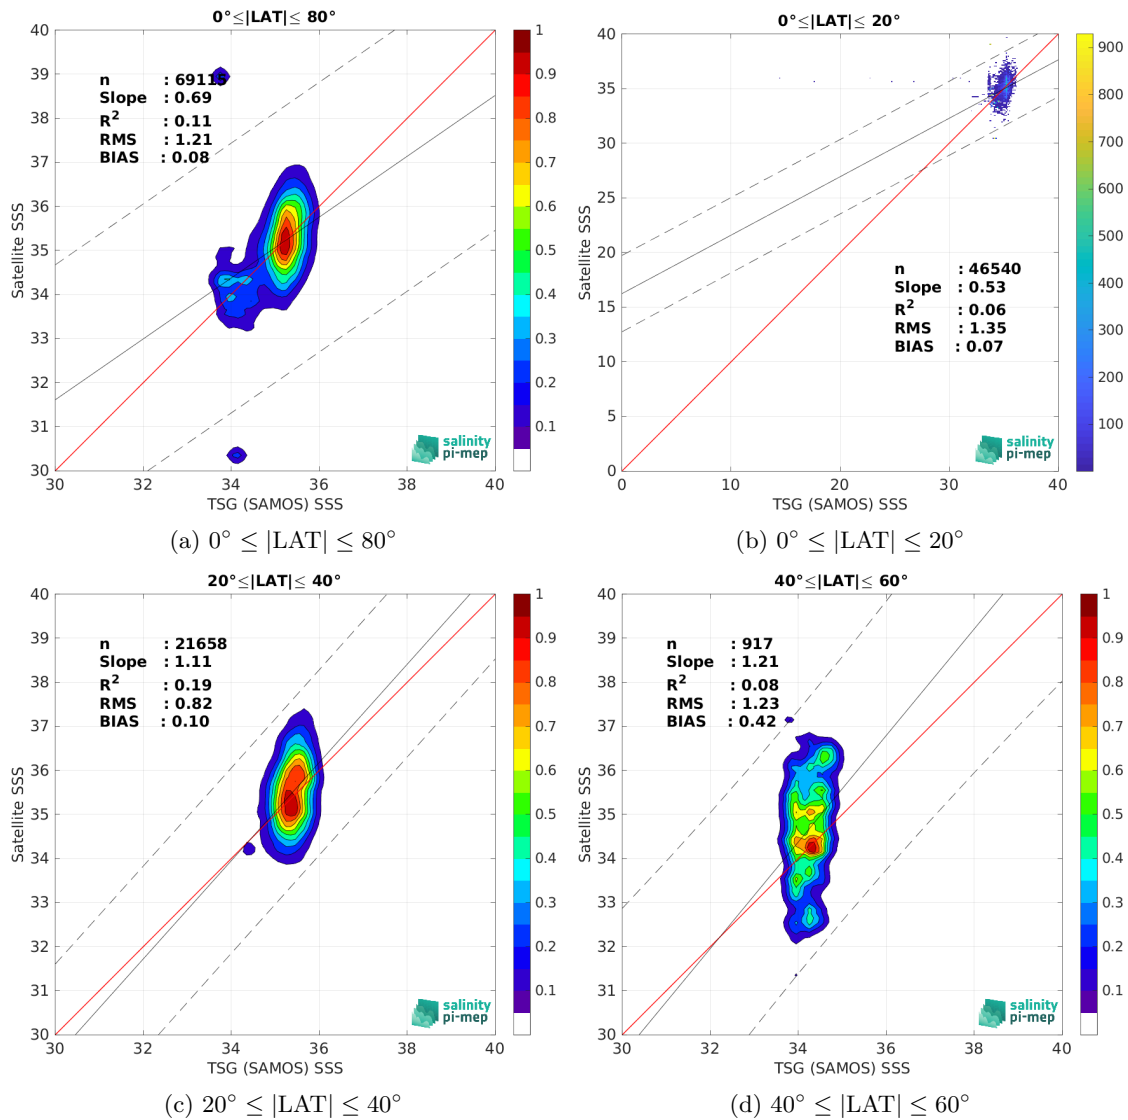 0°≤|LAT|≤ 80°
n : 69115
Slope : 0.69
R2 : 0.11
RMS : 1.21
BIAS : 0.08
Satellite SSS
40
39
38
37
36
35
34
33
32
31
30
30 32 34 36 38 40
TSG (SAMOS) SSS
salinity
pi-mep
1
0.9
0.8
0.7
0.6
0.5
0.4
0.3
0.2
0.1
(a) 0° ≤ |LAT| ≤ 80°
0°≤|LAT|≤ 20°
n : 46540
Slope : 0.53
R2 : 0.06
RMS : 1.35
BIAS : 0.07
Satellite SSS
40
35
30
25
20
15
10
5
0
0 10 20 30 40
TSG (SAMOS) SSS
salinity
pi-mep
900
800
700
600
500
400
300
200
100
(b) 0° ≤ |LAT| ≤ 20°
20°≤|LAT|≤ 40°
n : 21658
Slope : 1.11
R2 : 0.19
RMS : 0.82
BIAS : 0.10
Satellite SSS
40
39
38
37
36
35
34
33
32
31
30
30 32 34 36 38 40
TSG (SAMOS) SSS
salinity
pi-mep
1
0.9
0.8
0.7
0.6
0.5
0.4
0.3
0.2
0.1
(c) 20° ≤ |LAT| ≤ 40°
40°≤|LAT|≤ 60°
n : 917
Slope : 1.21
R2 : 0.08
RMS : 1.23
BIAS : 0.42
Satellite SSS
40
39
38
37
36
35
34
33
32
31
30
30 32 34 36 38 40
TSG (SAMOS) SSS
salinity
pi-mep
1
0.9
0.8
0.7
0.6
0.5
0.4
0.3
0.2
0.1
(d) 40° ≤ |LAT| ≤ 60°